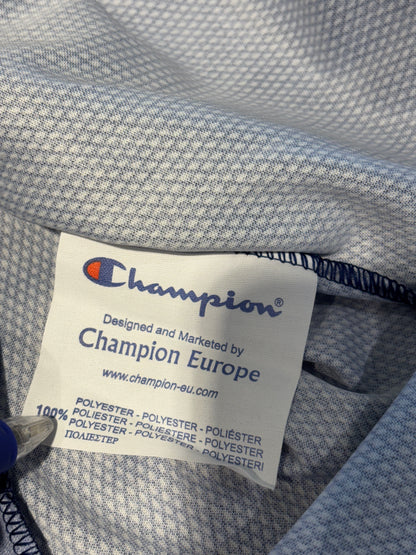 Champion®
Designed and Marketed by
Champion Europe
www.champion-eu.com
POLYESTER - POLYESTER - POLIÉSTER
100% POLIESTER - POLIESTERE - POLYESTER
POLYESTER - POLYESTER - POLYESTERI
ΠΟΛΙΕΣΤΕΡ